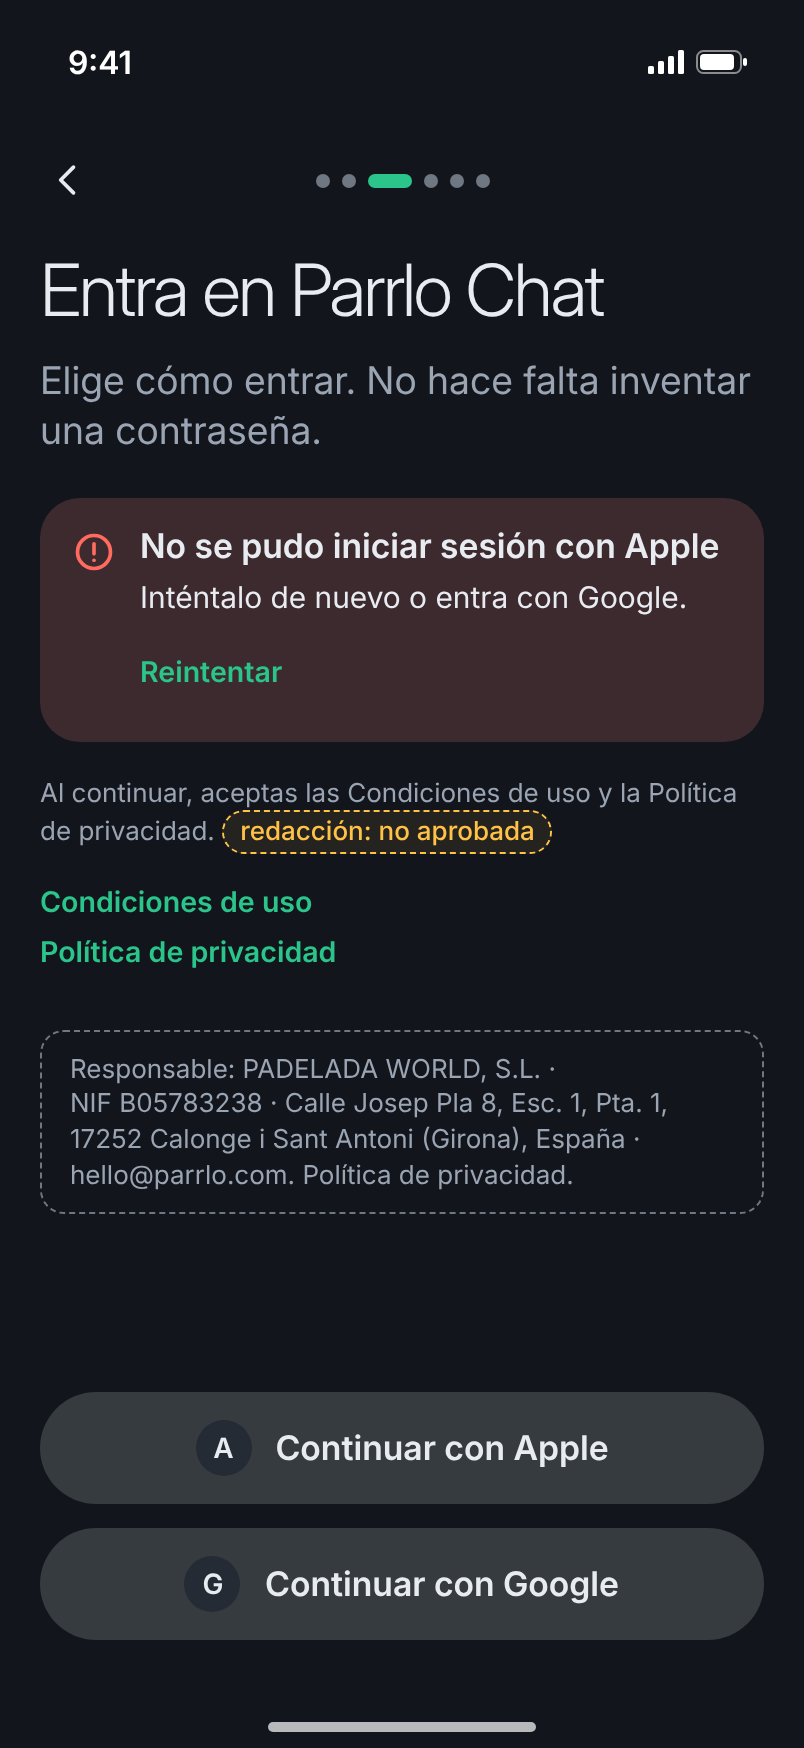 9:41
Entra en Parrlo Chat
Elige cómo entrar. No hace falta inventar
una contraseña.
No se pudo iniciar sesión con Apple
Inténtalo de nuevo o entra con Google.
Reintentar
Al continuar, aceptas las Condiciones de uso y la Política
de privacidad. redacción: no aprobada
Condiciones de uso
Política de privacidad
Responsable: PADELADA WORLD, S.L. ·
NIF B05783238 · Calle Josep Pla 8, Esc. 1, Pta. 1,
17252 Calonge i Sant Antoni (Girona), España ·
hello@parrlo.com. Política de privacidad.
A Continuar con Apple
G Continuar con Google